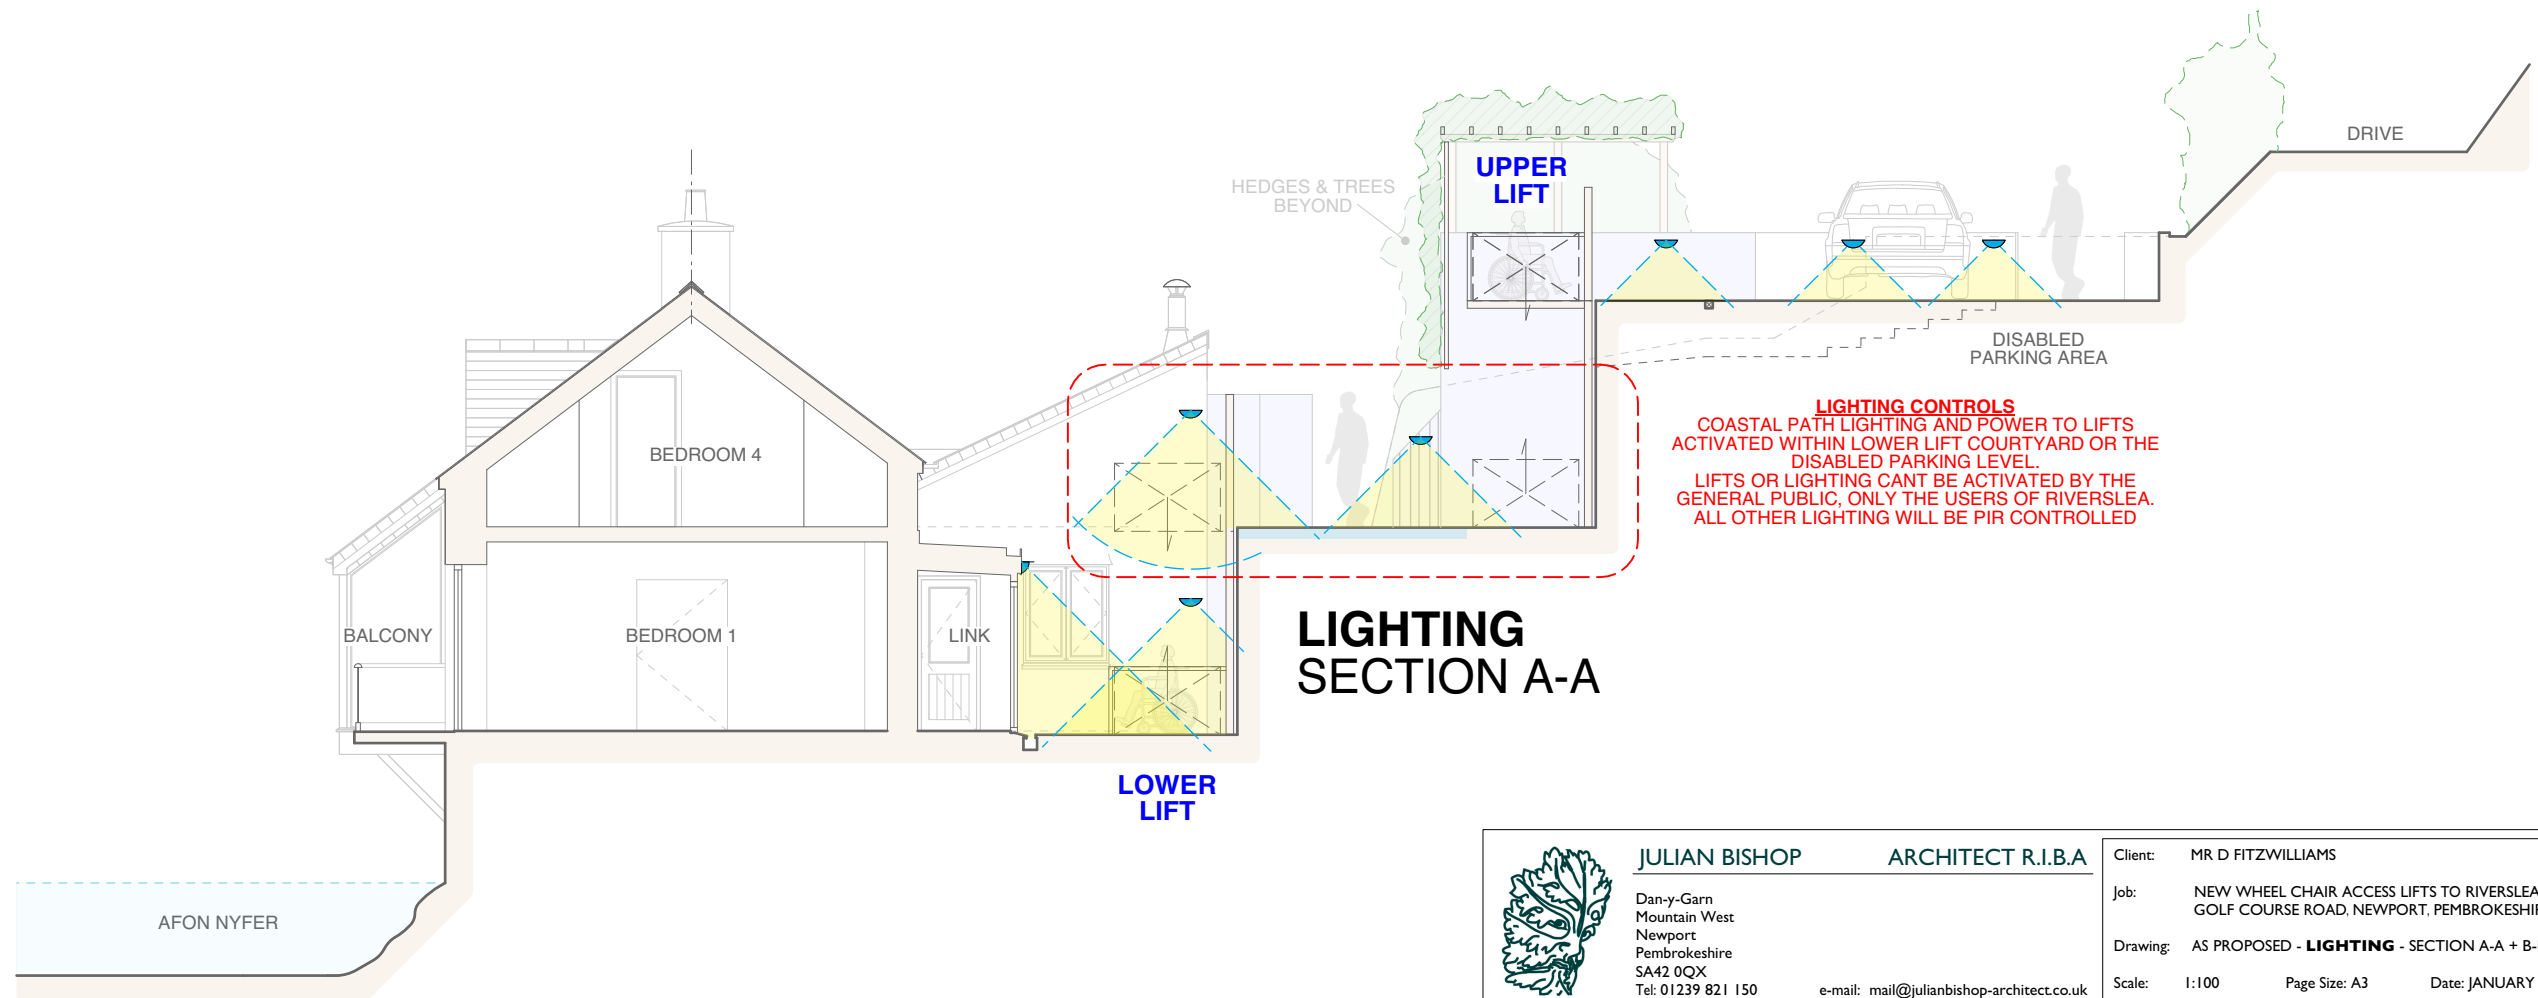 DRIVE
UPPER
LIFT
HEDGES & TREES
BEYOND
DISABLED
PARKING AREA
LIGHTING CONTROLS
COASTAL PATH LIGHTING AND POWER TO LIFTS
ACTIVATED WITHIN LOWER LIFT COURTYARD OR THE
DISABLED PARKING LEVEL.
LIFTS OR LIGHTING CANT BE ACTIVATED BY THE
GENERAL PUBLIC, ONLY THE USERS OF RIVERSLEA.
ALL OTHER LIGHTING WILL BE PIR CONTROLLED
BEDROOM 4
BALCONY
BEDROOM 1
LINK
LIGHTING
SECTION A-A
LOWER
LIFT
AFON NYFER
JULIAN BISHOP ARCHITECT R.I.B.A
Dan-y-Garn
Mountain West
Newport
Pembrokeshire
SA42 0QX
Tel: 01239 821 150 e-mail: mail@julianbishop-architect.co.uk
Client: MR D FITZWILLIAMS
Job: NEW WHEEL CHAIR ACCESS LIFTS TO RIVERSLEA
GOLF COURSE ROAD, NEWPORT,
Drawing: AS PROPOSED - LIGHTING - SECTION A-A + B-
Scale: 1:100 Page Size: A3 Date: JANUARY